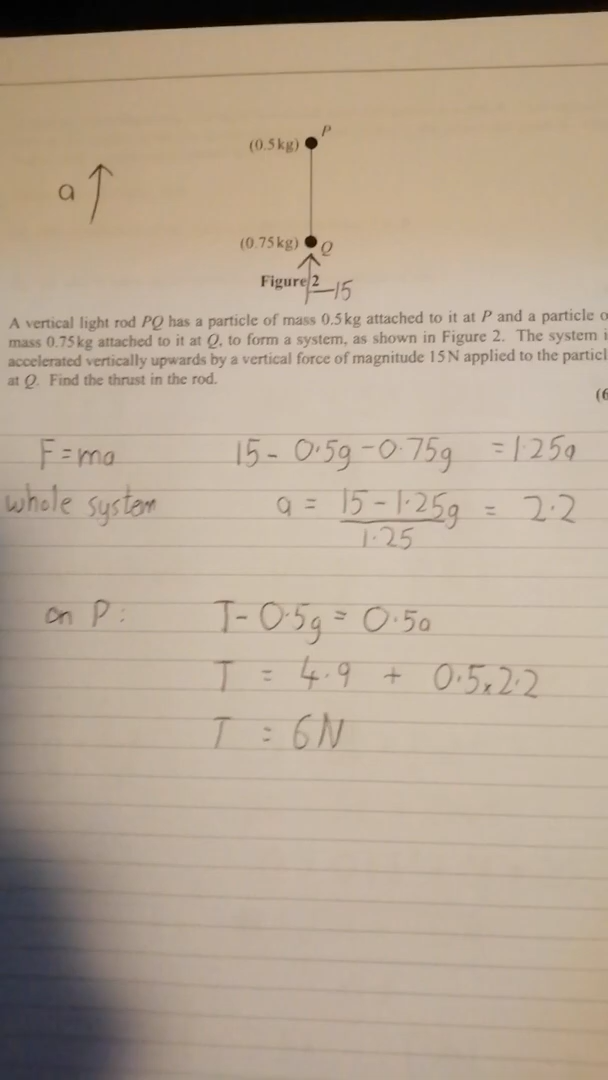 P
(0.5 kg)
a
(0.75 kg) Q
Figure 2
15
A vertical light rod PQ has a particle of mass 0.5 kg attached to it at P and a particle o
mass 0.75 kg attached to it at Q, to form a system, as shown in Figure 2. The system i
accelerated vertically upwards by a vertical force of magnitude 15 N applied to the particl
at Q. Find the thrust in the rod.
(6
F=ma 15 - 0.5g - 0.75g = 1.25a
whole system a = 15 - 1.25g = 2.2
1.25
on P: T - 0.5g = 0.5a
T = 4.9 + 0.5 x 2.2
T = 6N